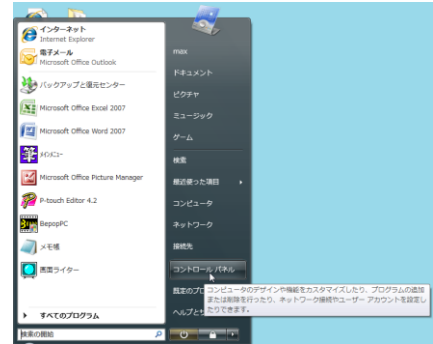 インターネット
Internet Explorer
電子メール
Microsoft Office Outlook
バックアップと復元センター
Microsoft Office Excel 2007
Microsoft Office Word 2007
メインメニュー
Microsoft Office Picture Manager
P-touch Editor 4.2
BepopPC
メモ帳
画面ライター
すべてのプログラム
検索の開始
max
ドキュメント
ピクチャ
ミュージック
ゲーム
検索
最近使った項目
コンピュータ
ネットワーク
接続先
コントロール パネル
既定のプロ
ヘルプと
コンピュータのデザインや機能をカスタマイズしたり、プログラムの追加
または削除を行ったり、ネットワーク接続やユーザー アカウントを設定し
たりできます。